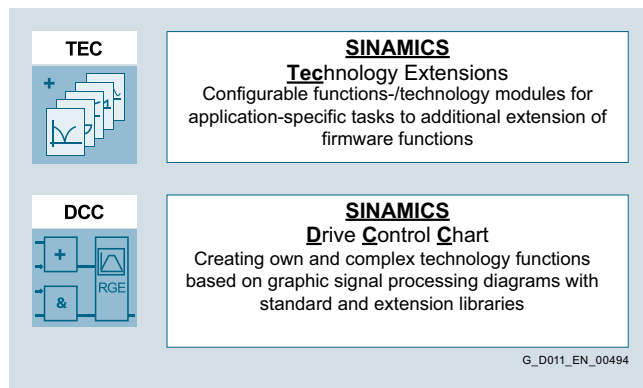 TEC
+
SINAMICS
Technology Extensions
Configurable functions-/technology modules for
application-specific tasks to additional extension of
firmware functions
DCC
+
&
RGE
SINAMICS
Drive Control Chart
Creating own and complex technology functions
based on graphic signal processing diagrams with
standard and extension libraries
G_D011_EN_00494